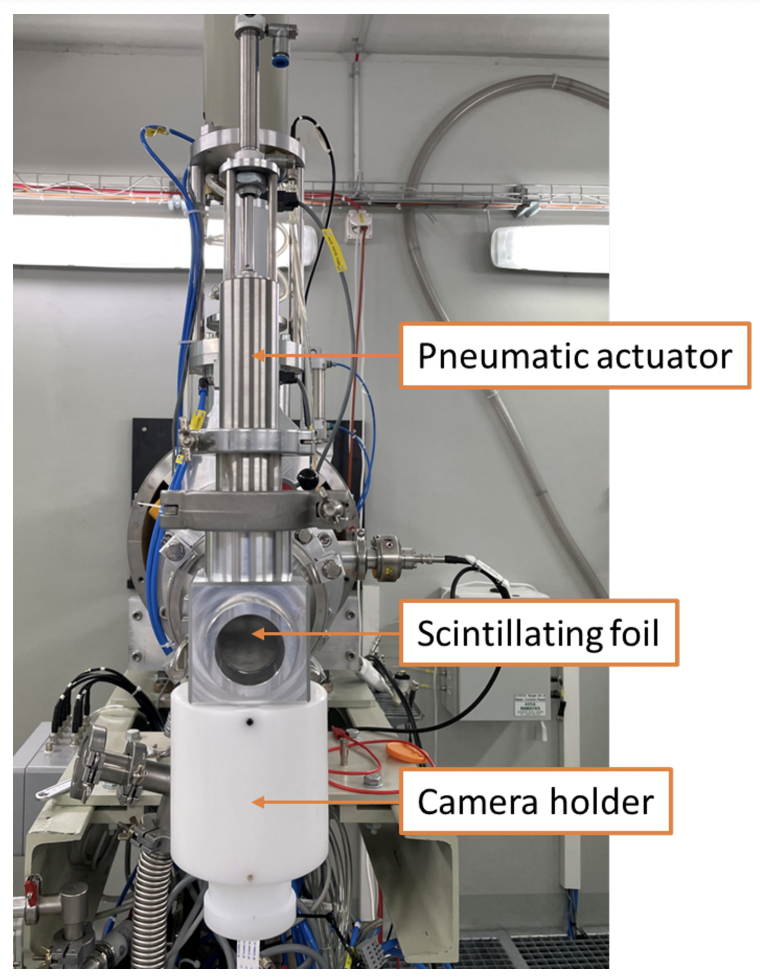 Pneumatic actuator
Scintillating foil
Camera holder